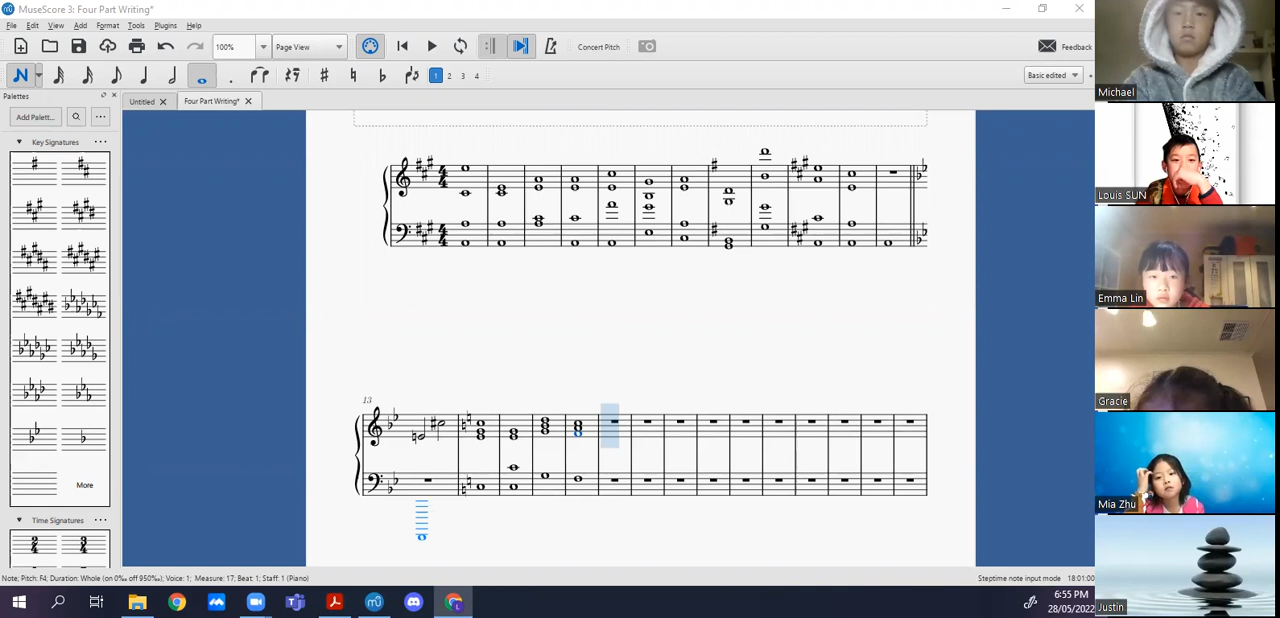 MuseScore 3: Four Part Writing*
File Edit View Add Format Tools Plugins Help
100% Page View Concert Pitch Feedback
1 2 3 4 Basic edited
Palettes
Untitled Four Part Writing*
Add Palett...
Key Signatures
More
Time Signatures
13
Note; Pitch: F4; Duration: Whole (on 0‰ off 950‰); Voice: 1; Measure: 17; Beat: 1; Staff: 1 (Piano)
Steptime note input mode 18:01:00
6:55 PM
28/05/2022
Michael
Louis SUN
Emma Lin
Gracie
Mia Zhu
Justin